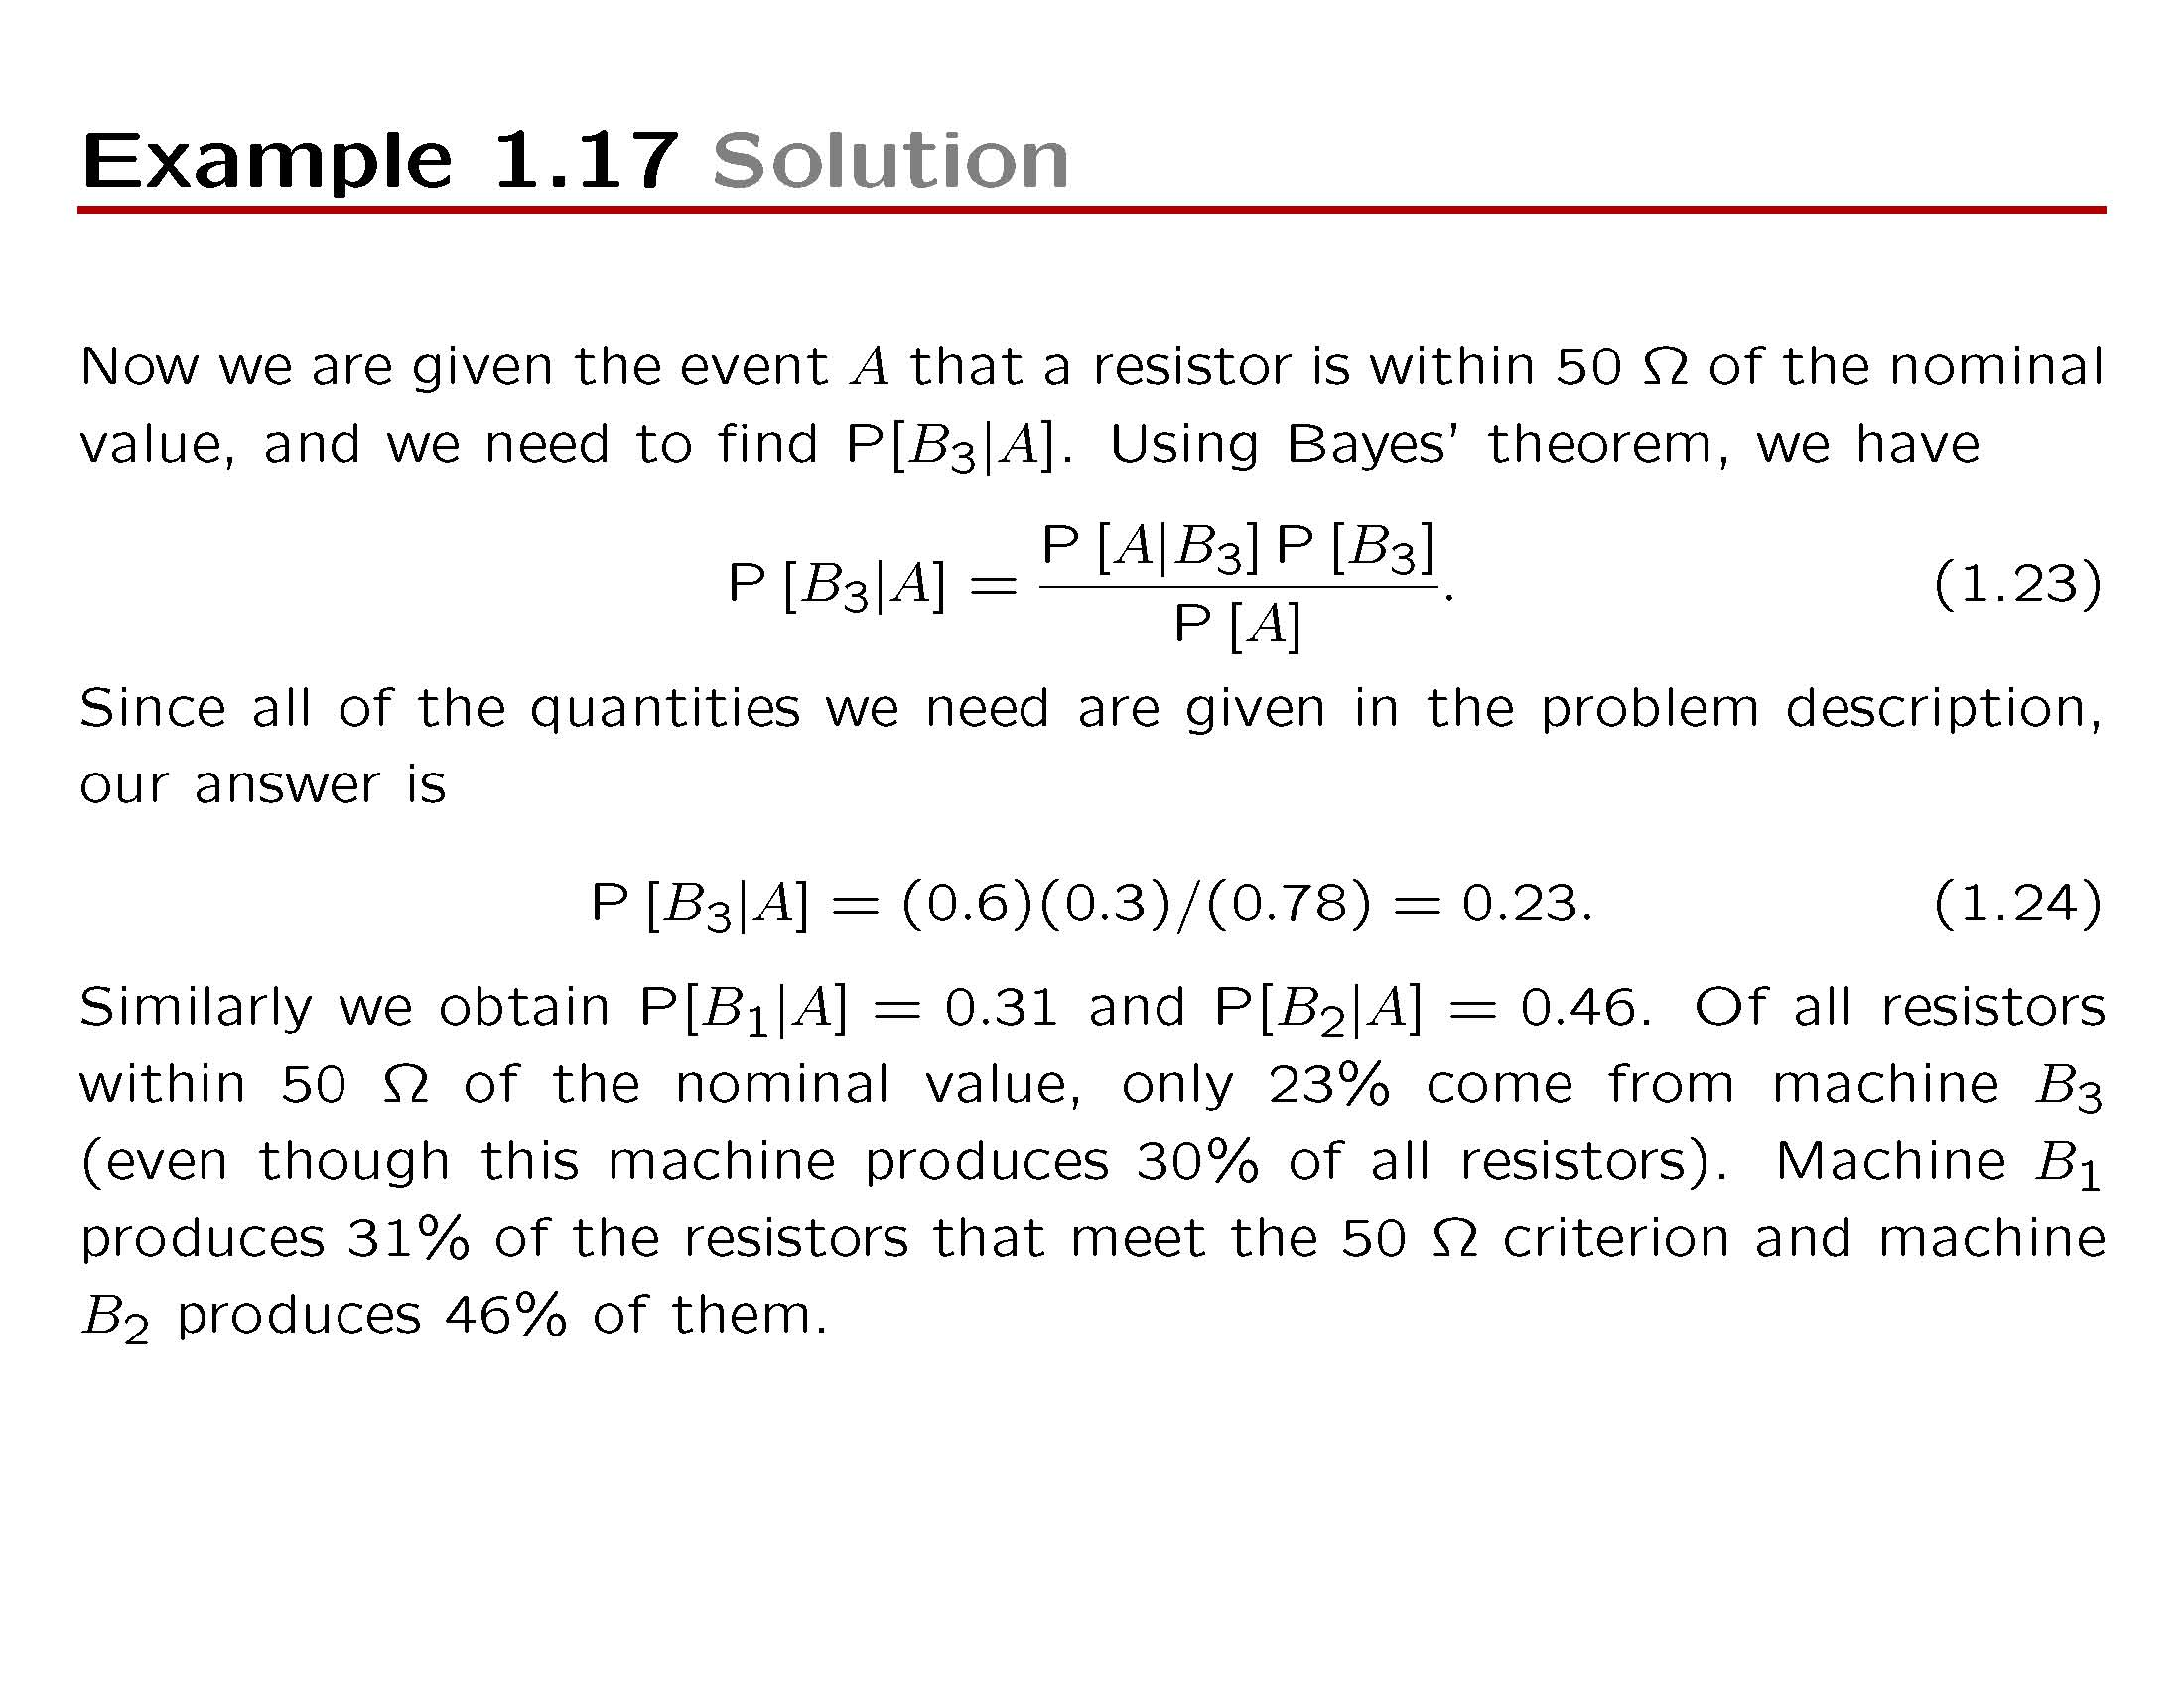 Example 1.17 Solution
Now we are given the event A that a resistor is within 50 Ω of the nominal
value, and we need to find P[B₃|A]. Using Bayes’ theorem, we have
P [B₃|A] = P [A|B₃] P [B₃] / P [A]. (1.23)
Since all of the quantities we need are given in the problem description,
our answer is
P [B₃|A] = (0.6)(0.3)/(0.78) = 0.23. (1.24)
Similarly we obtain P[B₁|A] = 0.31 and P[B₂|A] = 0.46. Of all resistors
within 50 Ω of the nominal value, only 23% come from machine B₃
(even though this machine produces 30% of all resistors). Machine B₁
produces 31% of the resistors that meet the 50 Ω criterion and machine
B₂ produces 46% of them.